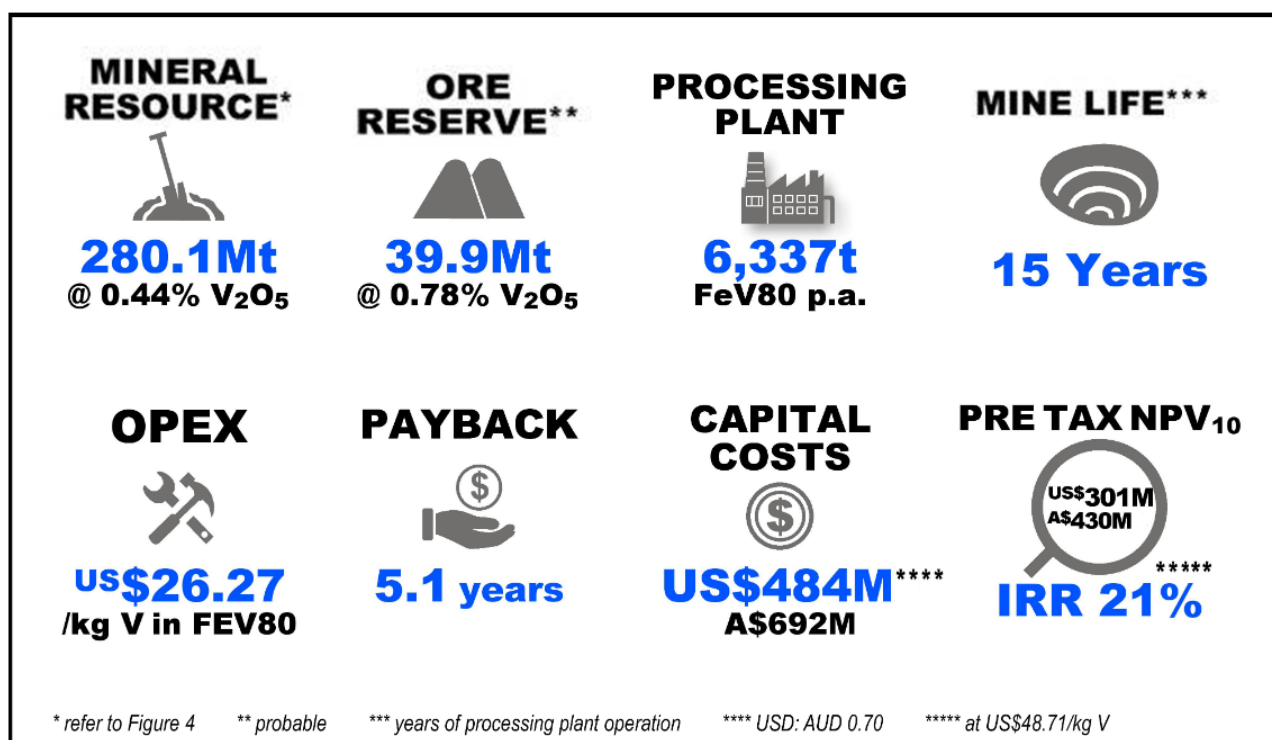 MINERAL
RESOURCE*
280.1Mt
@ 0.44% V₂O₅
ORE
RESERVE**
39.9Mt
@ 0.78% V₂O₅
PROCESSING
PLANT
6,337t
FeV80 p.a.
MINE LIFE***
15 Years
OPEX
US$26.27
/kg V in FEV80
PAYBACK
$
5.1 years
CAPITAL
COSTS
$
US$484M****
A$692M
PRE TAX NPV₁₀
US$301M
A$430M
*****
IRR 21%
* refer to Figure 4 ** probable *** years of processing plant operation **** USD: AUD 0.70 ***** at US$48.71/kg V